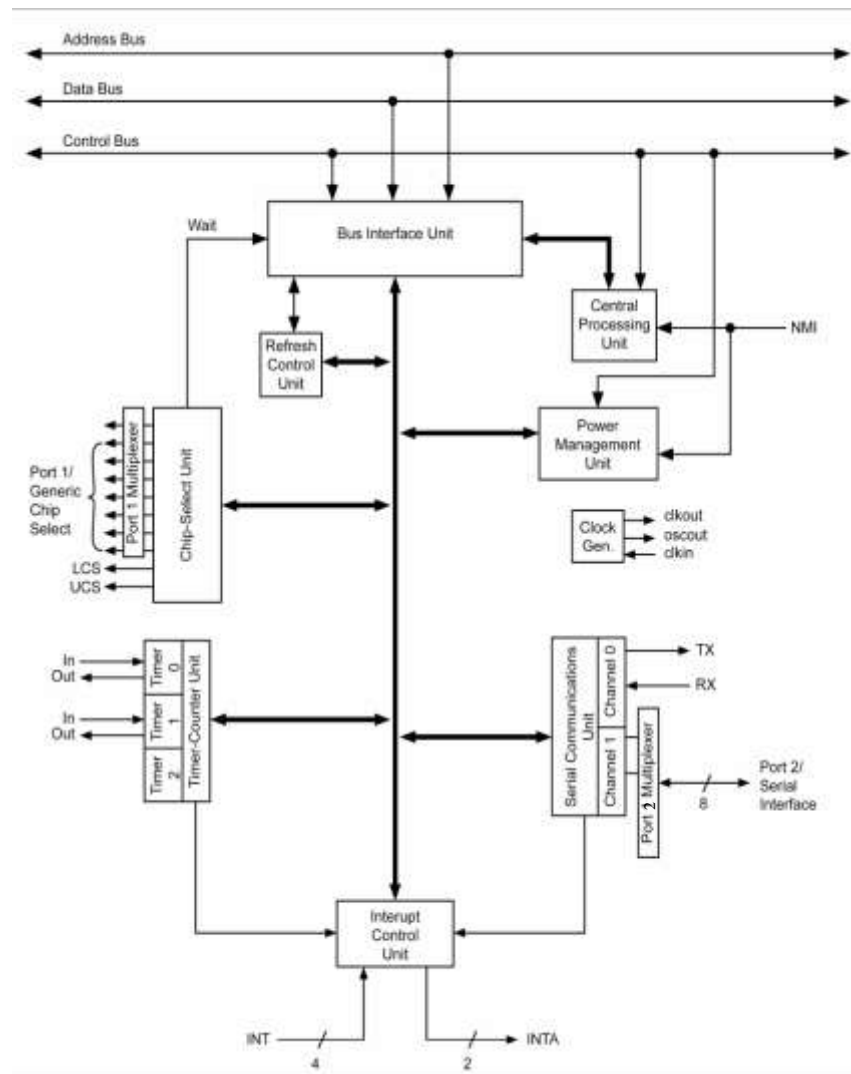 Address Bus
Data Bus
Control Bus
Wait
Bus Interface Unit
Central
Processing
Unit
NMI
Refresh
Control
Unit
Power
Management
Unit
Port 1/
Generic
Chip
Select
Port 1 Multiplexer
Chip-Select Unit
LCS
UCS
Clock
Gen.
clkout
oscout
clkin
In
Out
In
Out
Timer
0
Timer
1
Timer
2
Timer-Counter Unit
Serial Communications
Unit
Channel 0
Channel 1
TX
RX
Port 2 Multiplexer
8
Port 2/
Serial
Interface
Interupt
Control
Unit
INT
4
2
INTA